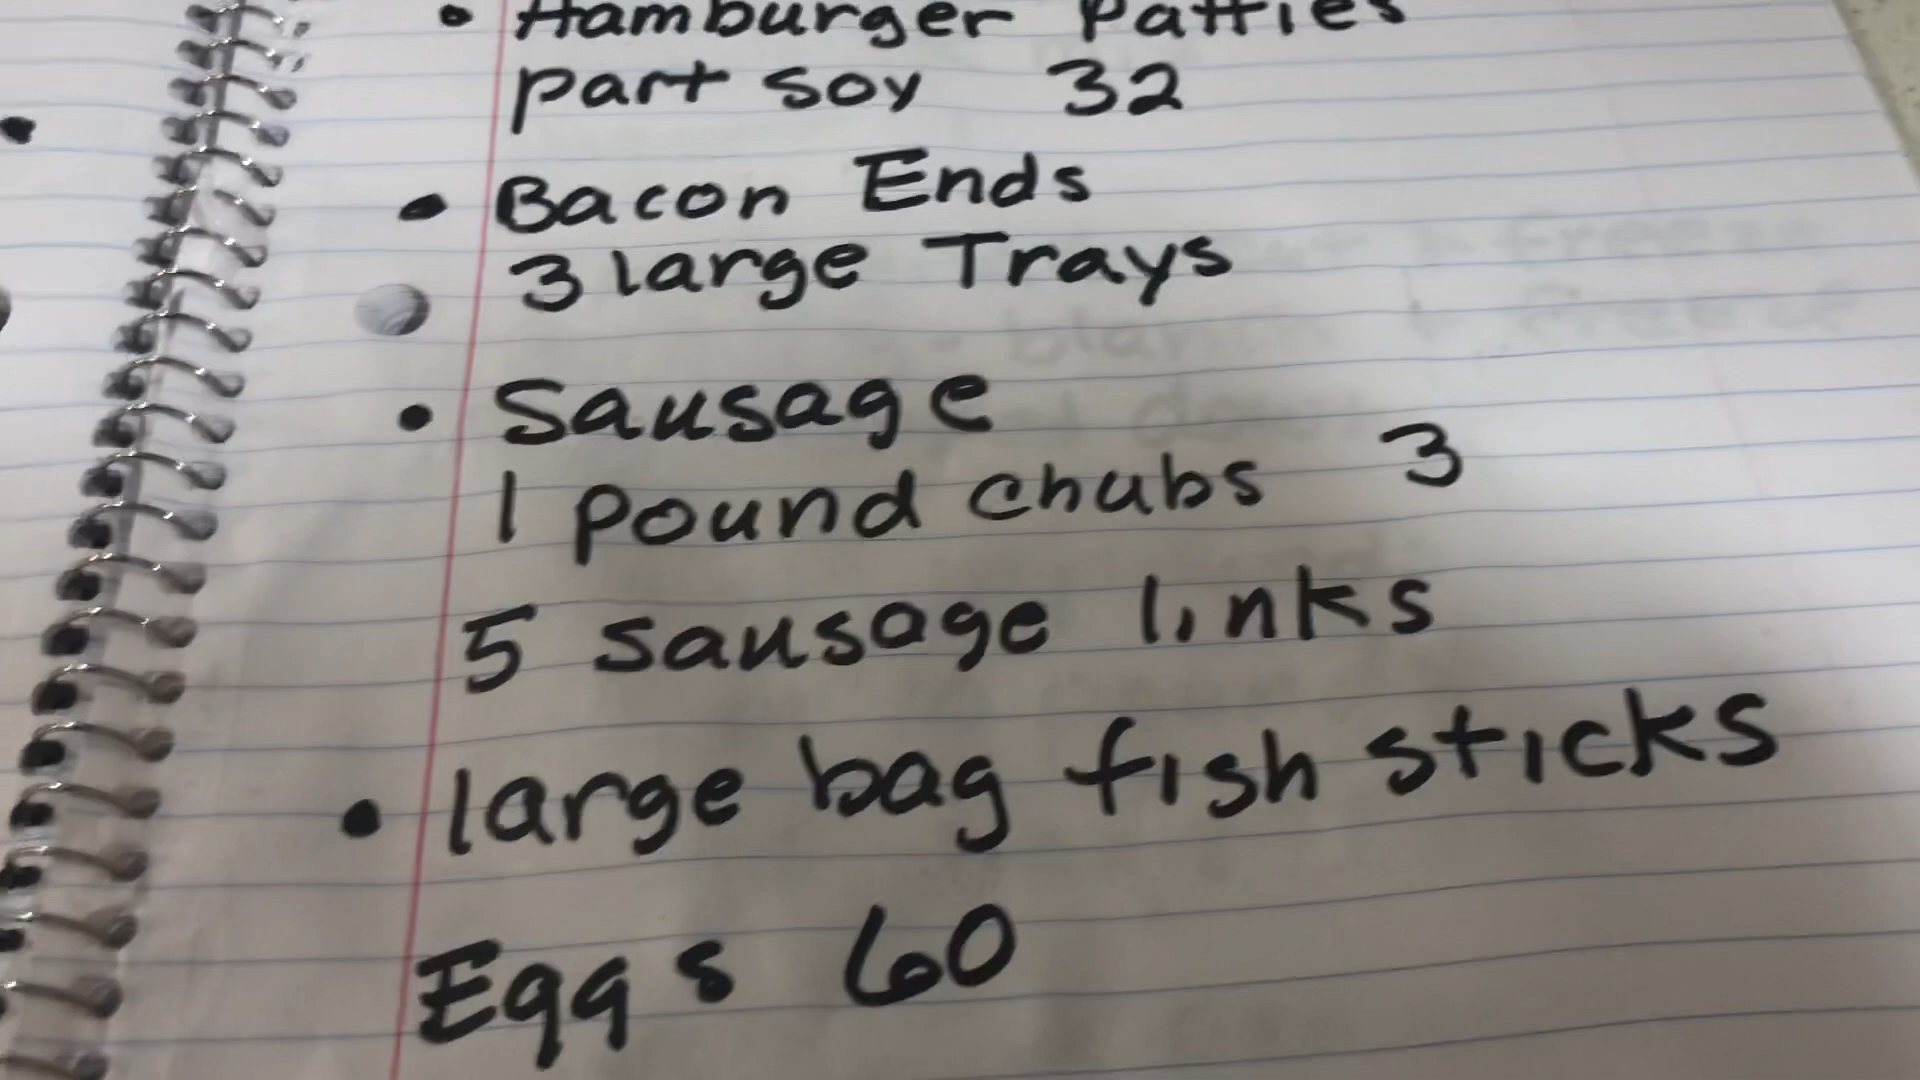 • Hamburger Patties
part soy 32
• Bacon Ends
3 large Trays
• Sausage
1 pound chubs 3
5 sausage links
• large bag fish sticks
Eggs 60